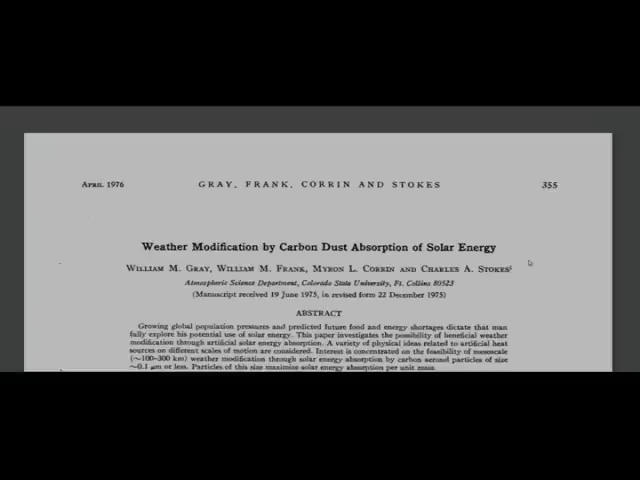 APRIL 1976 GRAY, FRANK, CORRIN AND STOKES 355
Weather Modification by Carbon Dust Absorption of Solar Energy
WILLIAM M. GRAY, WILLIAM M. FRANK, MYRON L. CORRIN AND CHARLES A. STOKES¹
Atmospheric Science Department, Colorado State University, Ft. Collins 80523
(Manuscript received 19 June 1975, in revised form 22 December 1975)
ABSTRACT
Growing global population pressures and predicted future food and energy shortages dictate that man
fully explore his potential use of solar energy. This paper investigates the possibility of beneficial weather
modification through artificial solar energy absorption. A variety of physical ideas related to artificial heat
sources on different scales of motion are considered. Interest is concentrated on the feasibility of mesoscale
(~100-300 km) weather modification through solar energy absorption by carbon aerosol particles of size
~0.1 μm or less. Particles of this size maximize solar energy absorption per unit mass.